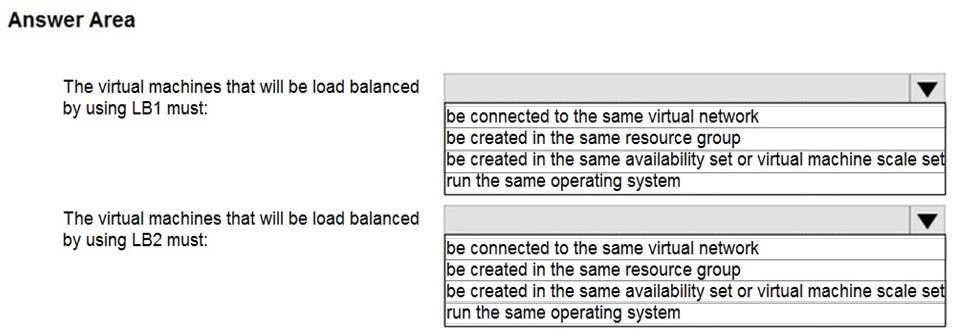 Answer Area
The virtual machines that will be load balanced
by using LB1 must:
be connected to the same virtual network
be created in the same resource group
be created in the same availability set or virtual machine scale set
run the same operating system
The virtual machines that will be load balanced
by using LB2 must:
be connected to the same virtual network
be created in the same resource group
be created in the same availability set or virtual machine scale set
run the same operating system